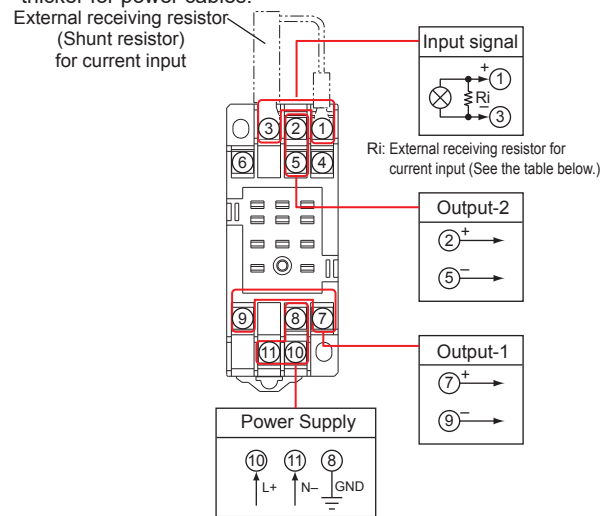 thicker for power cables.
External receiving resistor
(Shunt resistor)
for current input
Input signal
+
1
Ri
−
3
Ri: External receiving resistor for
current input (See the table below.)
3 2 1
6 5 4
Output-2
2 +
5 −
9 8 7
11 10
Output-1
7 +
9 −
Power Supply
10 11 8
L+ N− GND